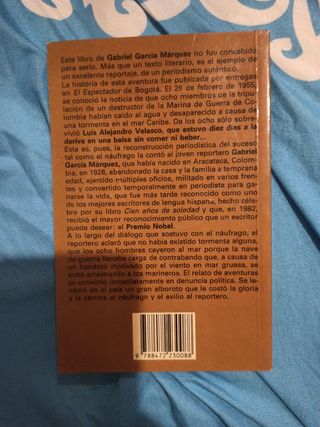 Este libro de Gabriel García Márquez no fue concebido
para serlo. Más que un texto literario, es el ejemplo de
un excelente reportaje, de un periodismo auténtico.
La historia de esta aventura fue publicada por entregas
en El Espectador de Bogotá. El 28 de febrero de 1955,
se conoció la noticia de que ocho miembros de la tripu-
lación de un destructor de la Marina de Guerra de Co-
lombia habían caído al agua y desaparecido a causa de
una tormenta en el mar Caribe. De los ocho sólo sobre-
vivió Luis Alejandro Velasco, que estuvo diez días a la
deriva en una balsa sin comer ni beber...
Esta es, pues, la reconstrucción periodística del suceso
tal como el náufrago la contó al joven reportero Gabriel
García Márquez, que había nacido en Aracataca, Colom-
bia, en 1928, abandonado la casa y la familia a temprana
edad, ejercido múltiples oficios, militado en varios fren-
tes y convertido temporalmente en periodista para ga-
narse la vida, que fue más tarde reconocido como uno
de los mejores escritores de lengua hispana, hecho céle-
bre por su libro Cien años de soledad y que, en 1982,
recibió el mayor reconocimiento público que un escritor
puede desear: el Premio Nobel.
A lo largo del diálogo que sostuvo con el náufrago, el
reportero aclaró que no había existido tormenta alguna,
que los ocho hombres cayeron al mar porque la nave
de guerra llevaba carga de contrabando que, a causa de
un bandazo motivado por el viento en mar gruesa, se
soltó arrastrando a los marineros. El relato de aventuras
se convirtió inmediatamente en denuncia política. Se le-
vantó en el país un gran alboroto que le costó la gloria
y la carrera al náufrago y el exilio al reportero.
9 788472 230088